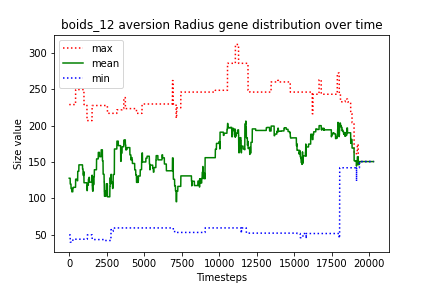 boids_12 aversion Radius gene distribution over time
max
mean
min
Size value
300
250
200
150
100
50
0
2500
5000
7500
10000
12500
15000
17500
20000
Timesteps